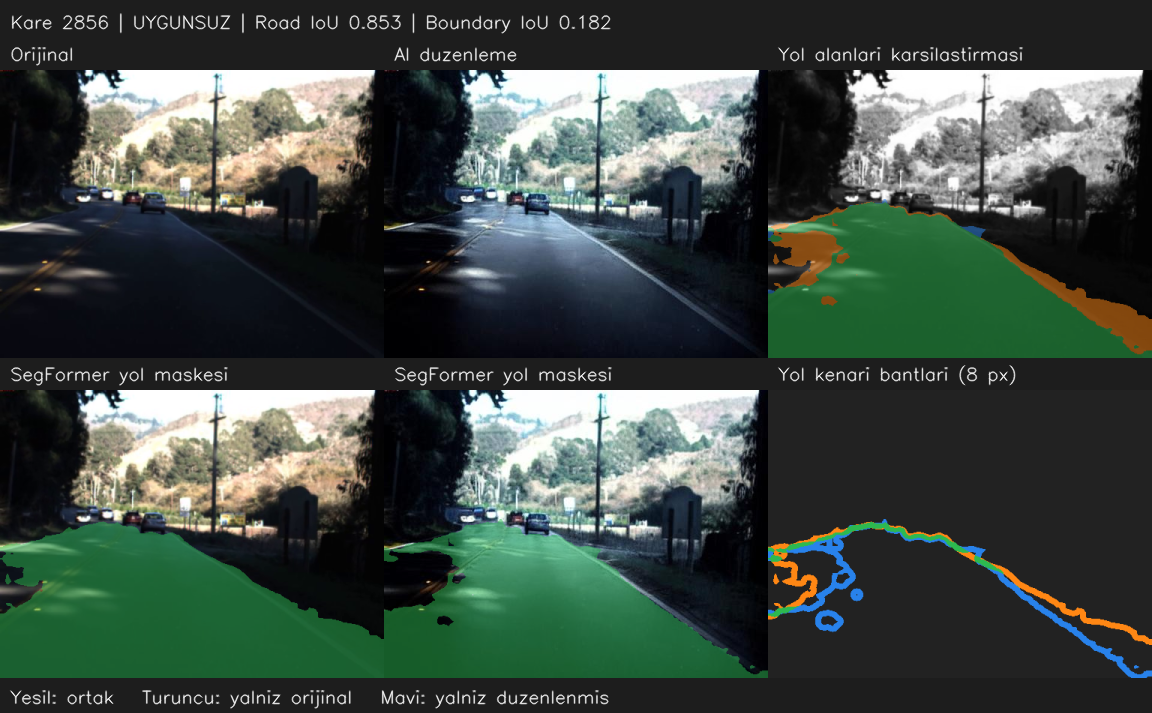 Kare 2856 | UYGUNSUZ | Road IoU 0.853 | Boundary IoU 0.182
Orijinal
AI duzenleme
Yol alanlari karsilastirmasi
SegFormer yol maskesi
SegFormer yol maskesi
Yol kenari bantlari (8 px)
Yesil: ortak Turuncu: yalniz orijinal Mavi: yalniz duzenlenmis